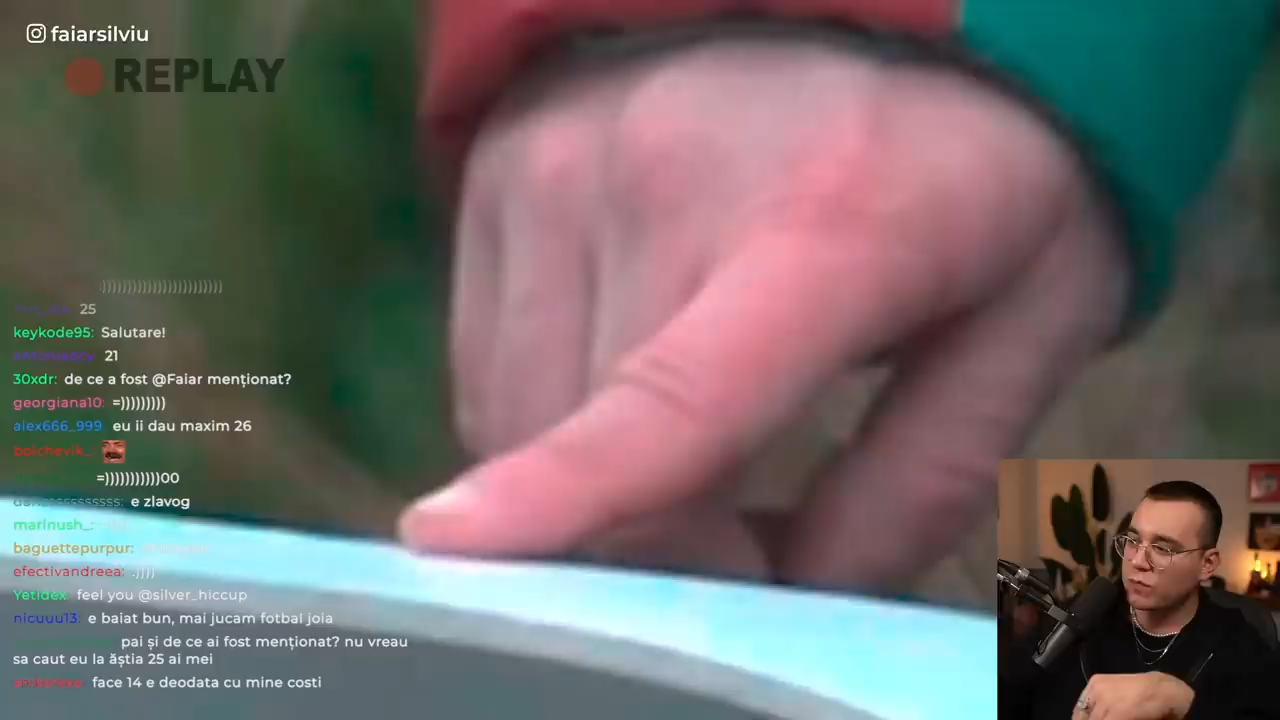 faiarsilviu
REPLAY
:))))))))))))))))))))))))
25
keykode95: Salutare!
21
30xdr: de ce a fost @Faiar menționat?
georgiana10: =)))))))))
alex666_999 eu ii dau maxim 26
bolchevik_:
=)))))))))))00
e zlavog
marinush_:
baguettepurpur:
efectivandreea: :))))
Yetidex: feel you @silver_hiccup
nicuuu13: e baiat bun, mai jucam fotbal joia
pai și de ce ai fost menționat? nu vreau
sa caut eu la ăștia 25 ai mei
face 14 e deodata cu mine costi